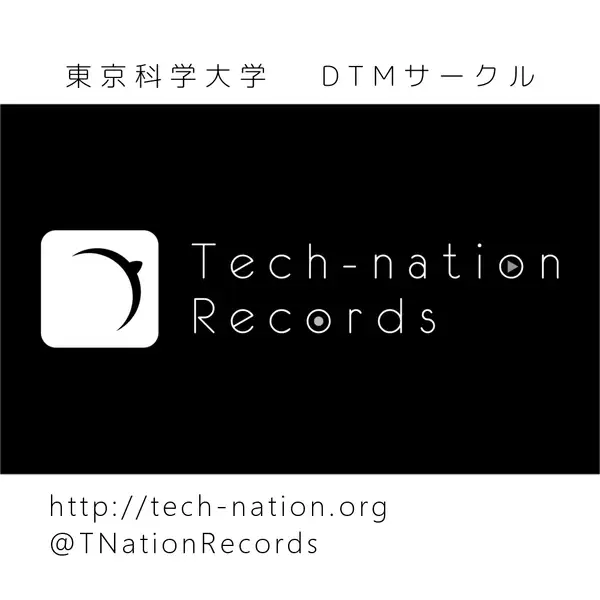 東京科学大学 DTMサークル
Tech-nation
Records
http://tech-nation.org
@TNationRecords